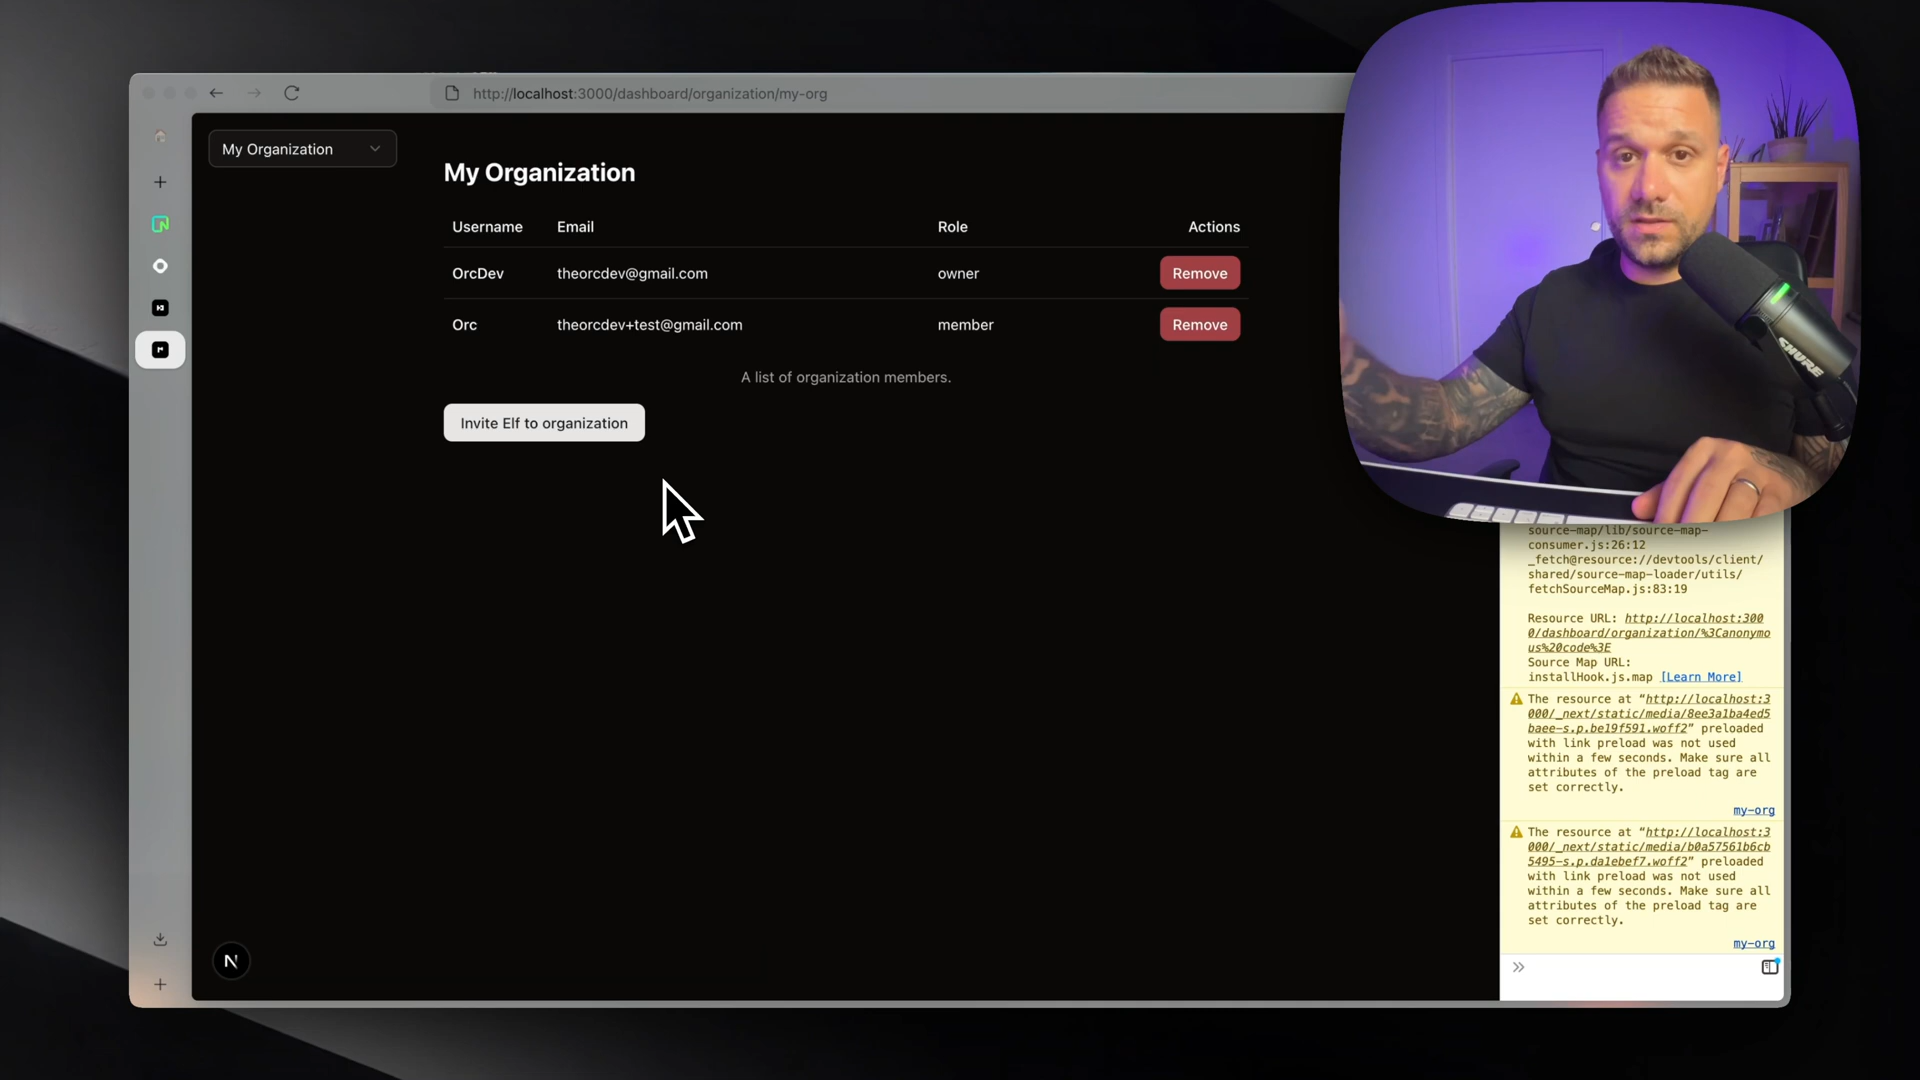 http://localhost:3000/dashboard/organization/my-org
My Organization
My Organization
Username Email Role Actions
OrcDev theorcdev@gmail.com owner Remove
Orc theorcdev+test@gmail.com member Remove
A list of organization members.
Invite Elf to organization
SHURE
source-map/lib/source-map-
consumer.js:26:12
_fetch@resource://devtools/client/
shared/source-map-loader/utils/
fetchSourceMap.js:83:19
Resource URL: http://localhost:300
0/dashboard/organization/%3Canonymo
us%20code%3E
Source Map URL:
installHook.js.map [Learn More]
The resource at “http://localhost:3
000/_next/static/media/8ee3a1ba4ed5
baee-s.p.be19f591.woff2” preloaded
with link preload was not used
within a few seconds. Make sure all
attributes of the preload tag are
set correctly.
my-org
The resource at “http://localhost:3
000/_next/static/media/b0a57561b6cb
5495-s.p.da1ebef7.woff2” preloaded
with link preload was not used
within a few seconds. Make sure all
attributes of the preload tag are
set correctly.
my-org
N